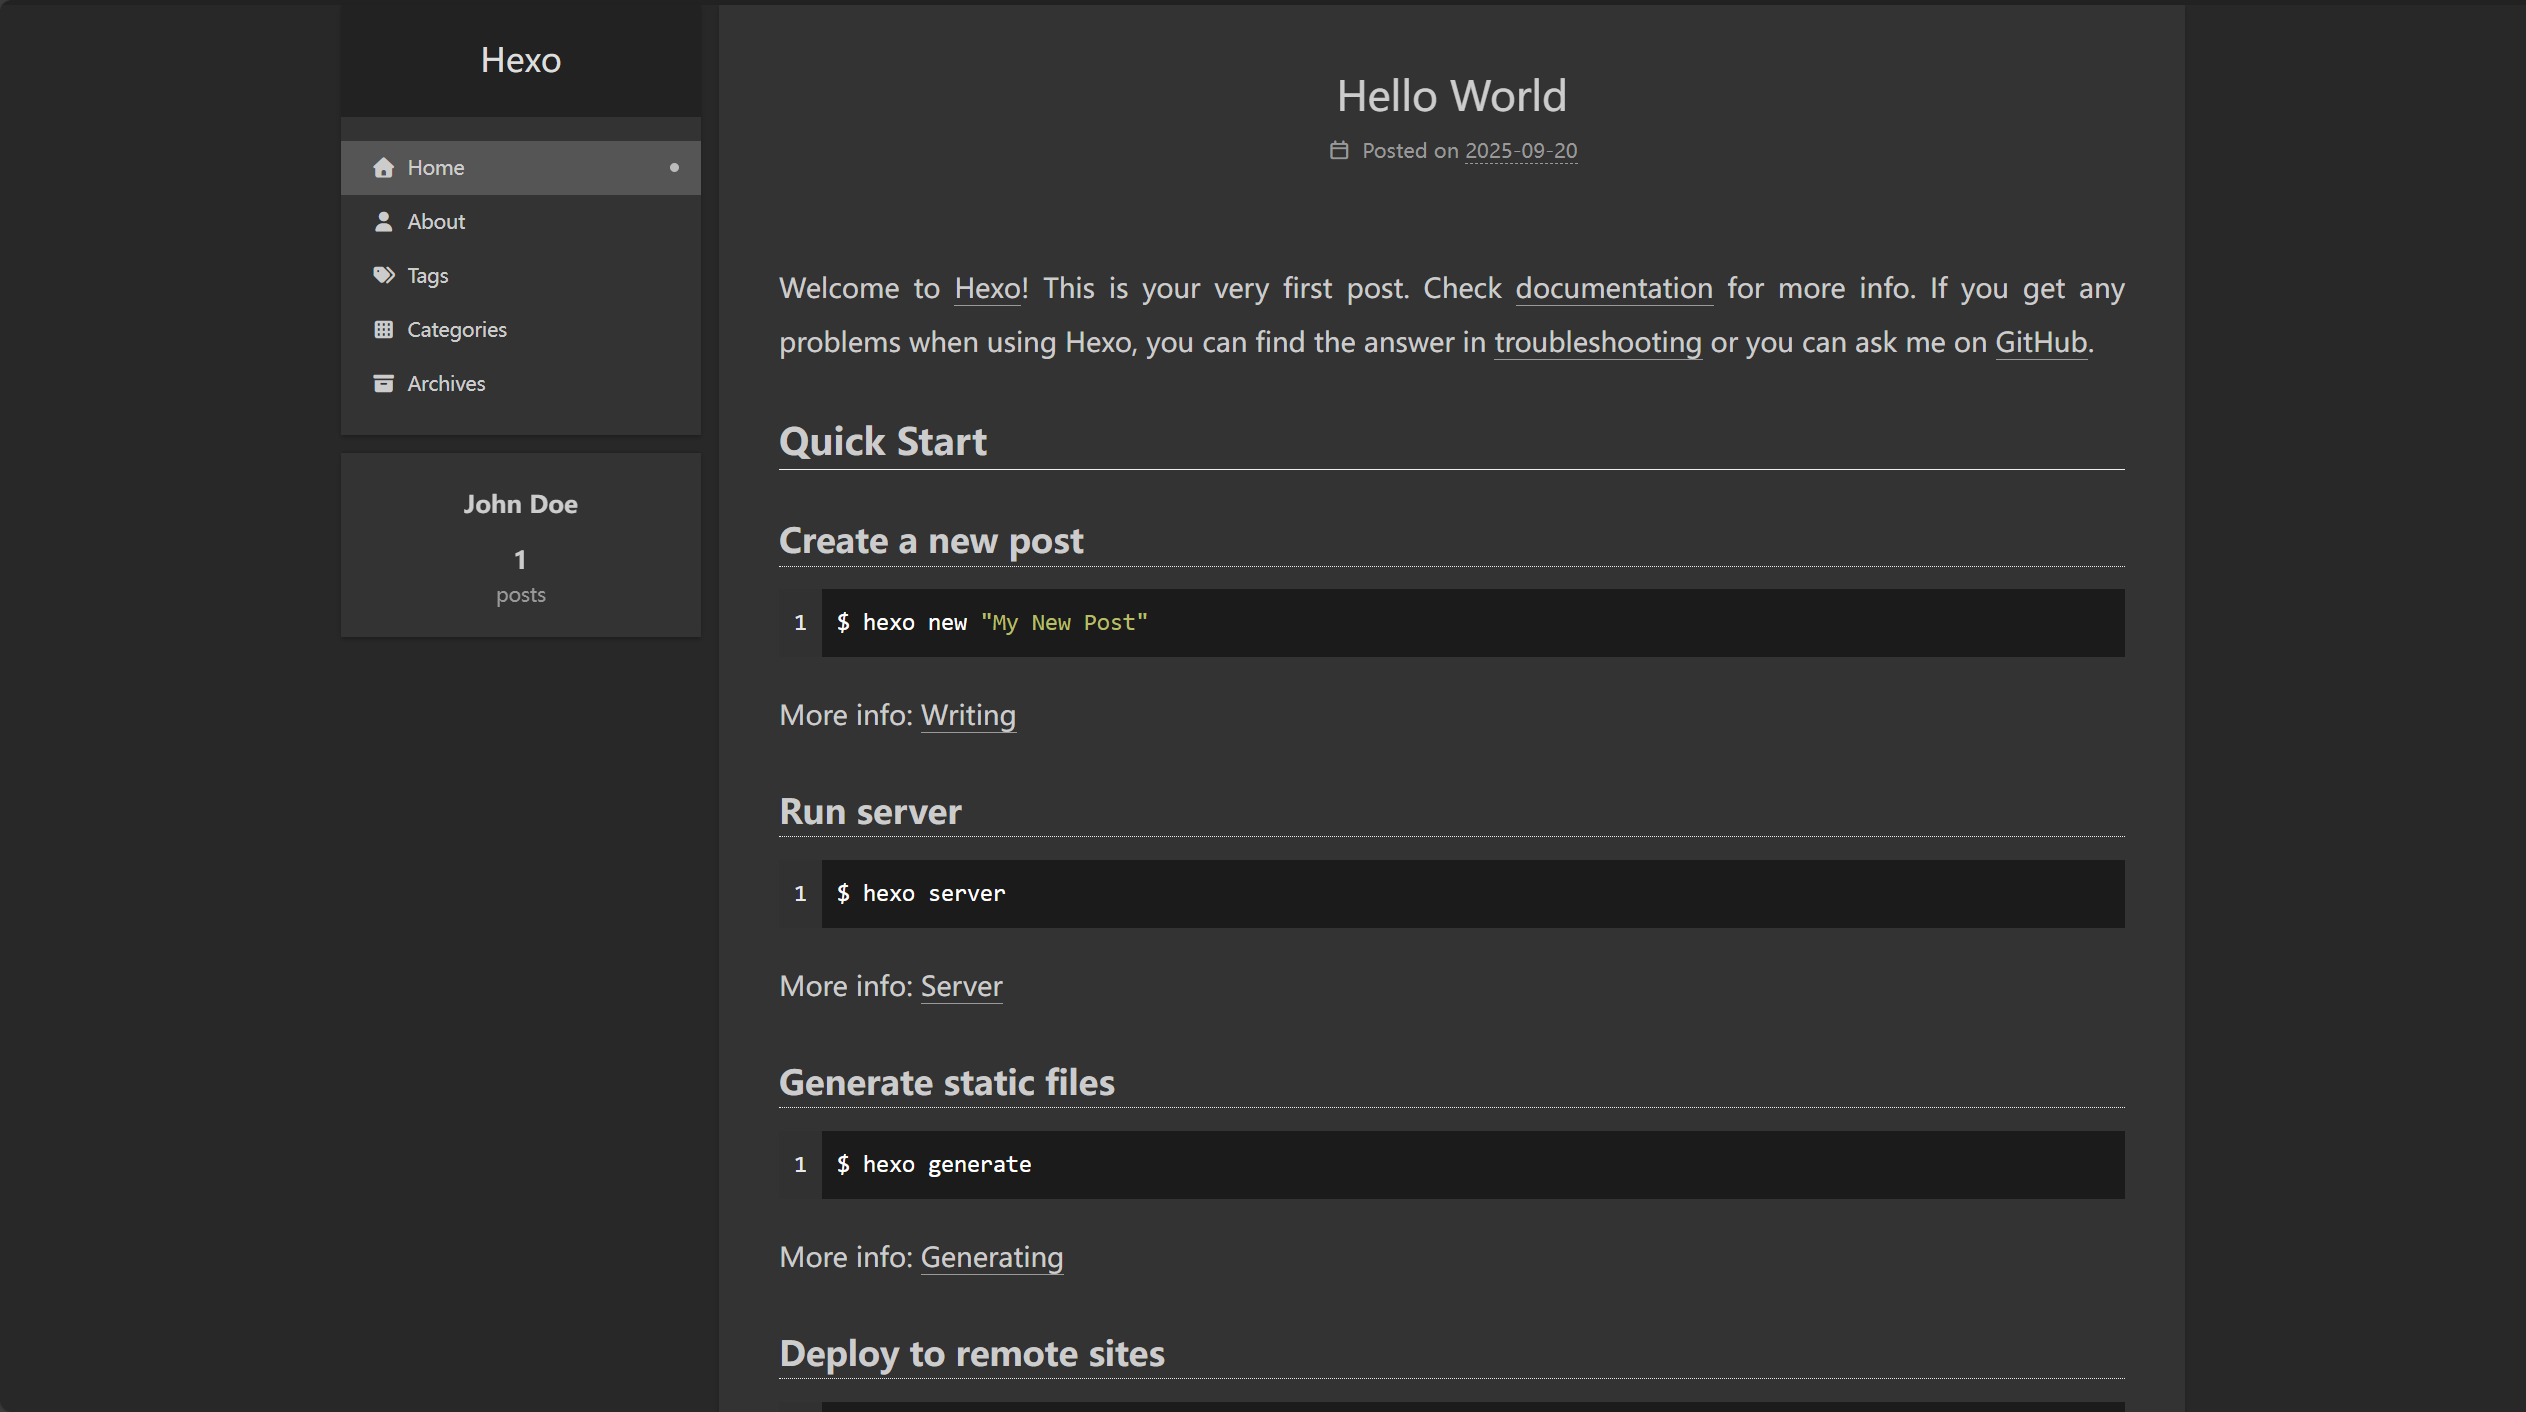 Hexo
Home
About
Tags
Categories
Archives
John Doe
1
posts
Hello World
Posted on 2025-09-20
Welcome to Hexo! This is your very first post. Check documentation for more info. If you get any
problems when using Hexo, you can find the answer in troubleshooting or you can ask me on GitHub.
Quick Start
Create a new post
1 $ hexo new "My New Post"
More info: Writing
Run server
1 $ hexo server
More info: Server
Generate static files
1 $ hexo generate
More info: Generating
Deploy to remote sites